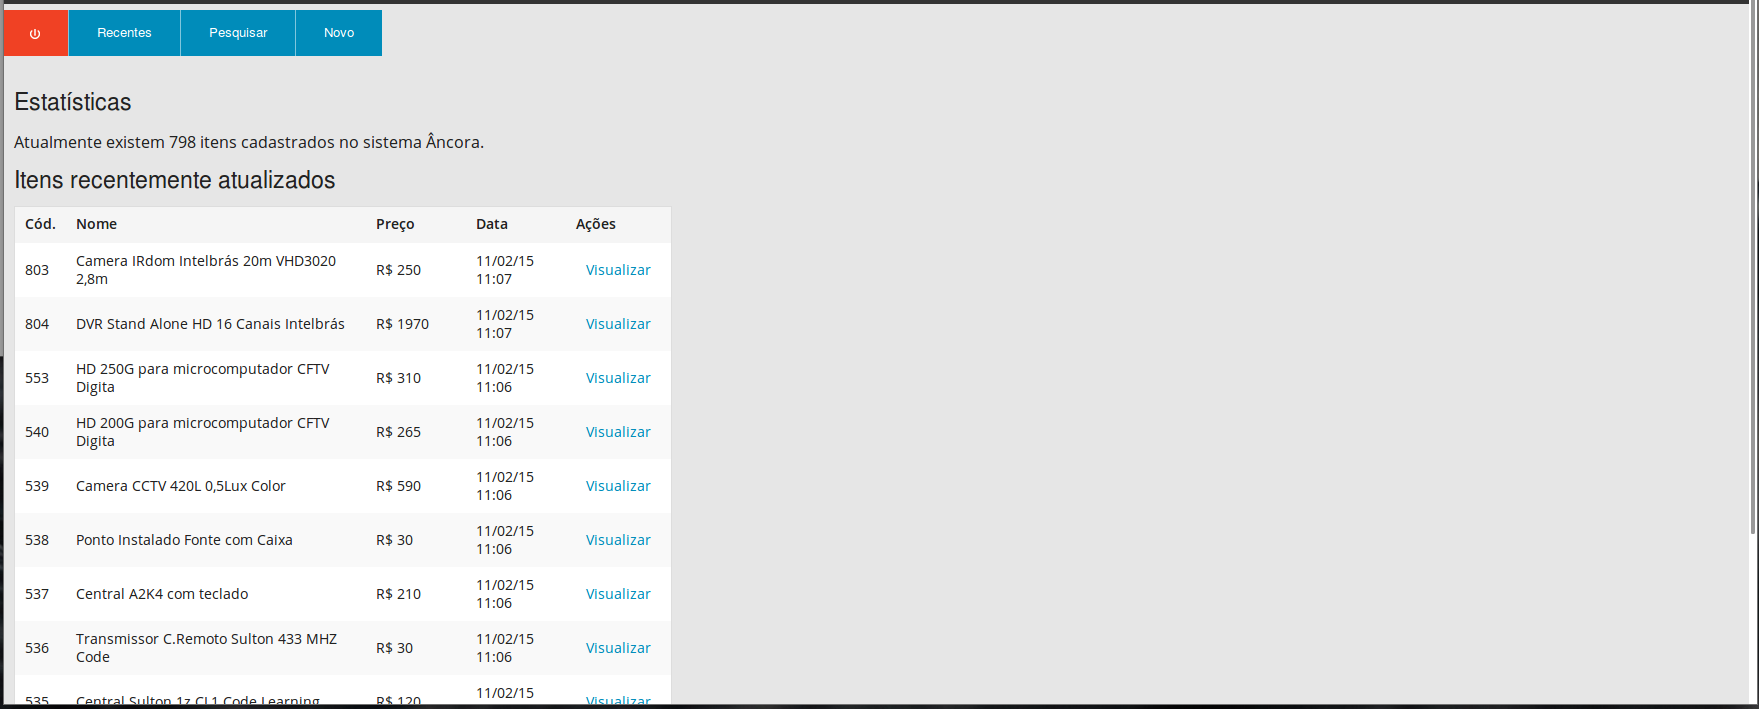 Recentes Pesquisar Novo
Estatísticas
Atualmente existem 798 itens cadastrados no sistema Âncora.
Itens recentemente atualizados
Cód. Nome Preço Data Ações
803 Camera IRdom Intelbrás 20m VHD3020 2,8m R$ 250 11/02/15 11:07 Visualizar
804 DVR Stand Alone HD 16 Canais Intelbrás R$ 1970 11/02/15 11:07 Visualizar
553 HD 250G para microcomputador CFTV Digita R$ 310 11/02/15 11:06 Visualizar
540 HD 200G para microcomputador CFTV Digita R$ 265 11/02/15 11:06 Visualizar
539 Camera CCTV 420L 0,5Lux Color R$ 590 11/02/15 11:06 Visualizar
538 Ponto Instalado Fonte com Caixa R$ 30 11/02/15 11:06 Visualizar
537 Central A2K4 com teclado R$ 210 11/02/15 11:06 Visualizar
536 Transmissor C.Remoto Sulton 433 MHZ Code R$ 30 11/02/15 11:06 Visualizar
535 Central Sulton 1z CL1 Code Learning R$ 120 11/02/15 Visualizar